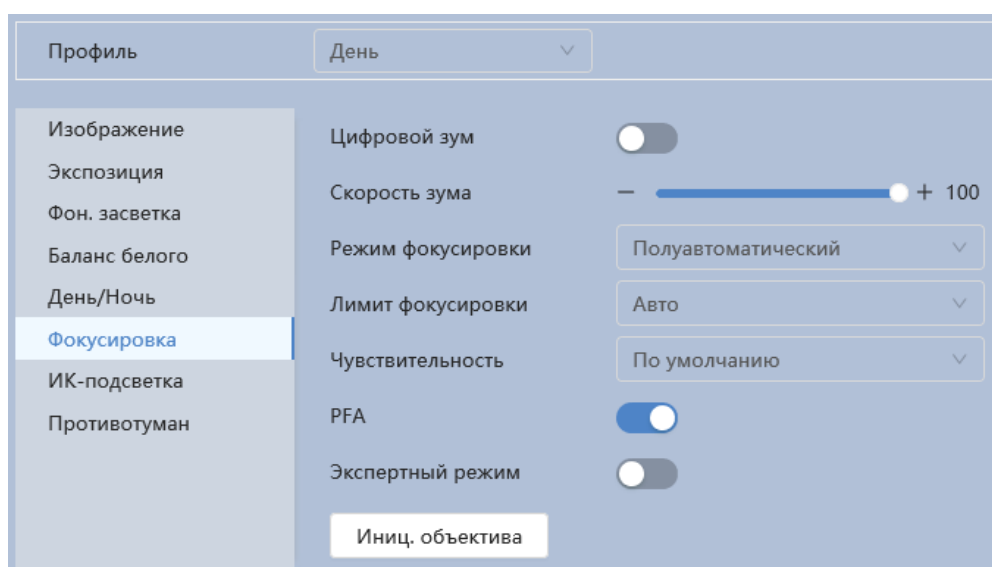 Профиль День
Изображение
Экспозиция
Фон. засветка
Баланс белого
День/Ночь
Фокусировка
ИК-подсветка
Противотуман
Цифровой зум
Скорость зума − + 100
Режим фокусировки Полуавтоматический
Лимит фокусировки Авто
Чувствительность По умолчанию
PFA
Экспертный режим
Иниц. объектива